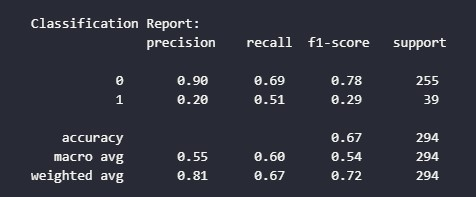 Classification Report:
precision recall f1-score support
0 0.90 0.69 0.78 255
1 0.20 0.51 0.29 39
accuracy 0.67 294
macro avg 0.55 0.60 0.54 294
weighted avg 0.81 0.67 0.72 294